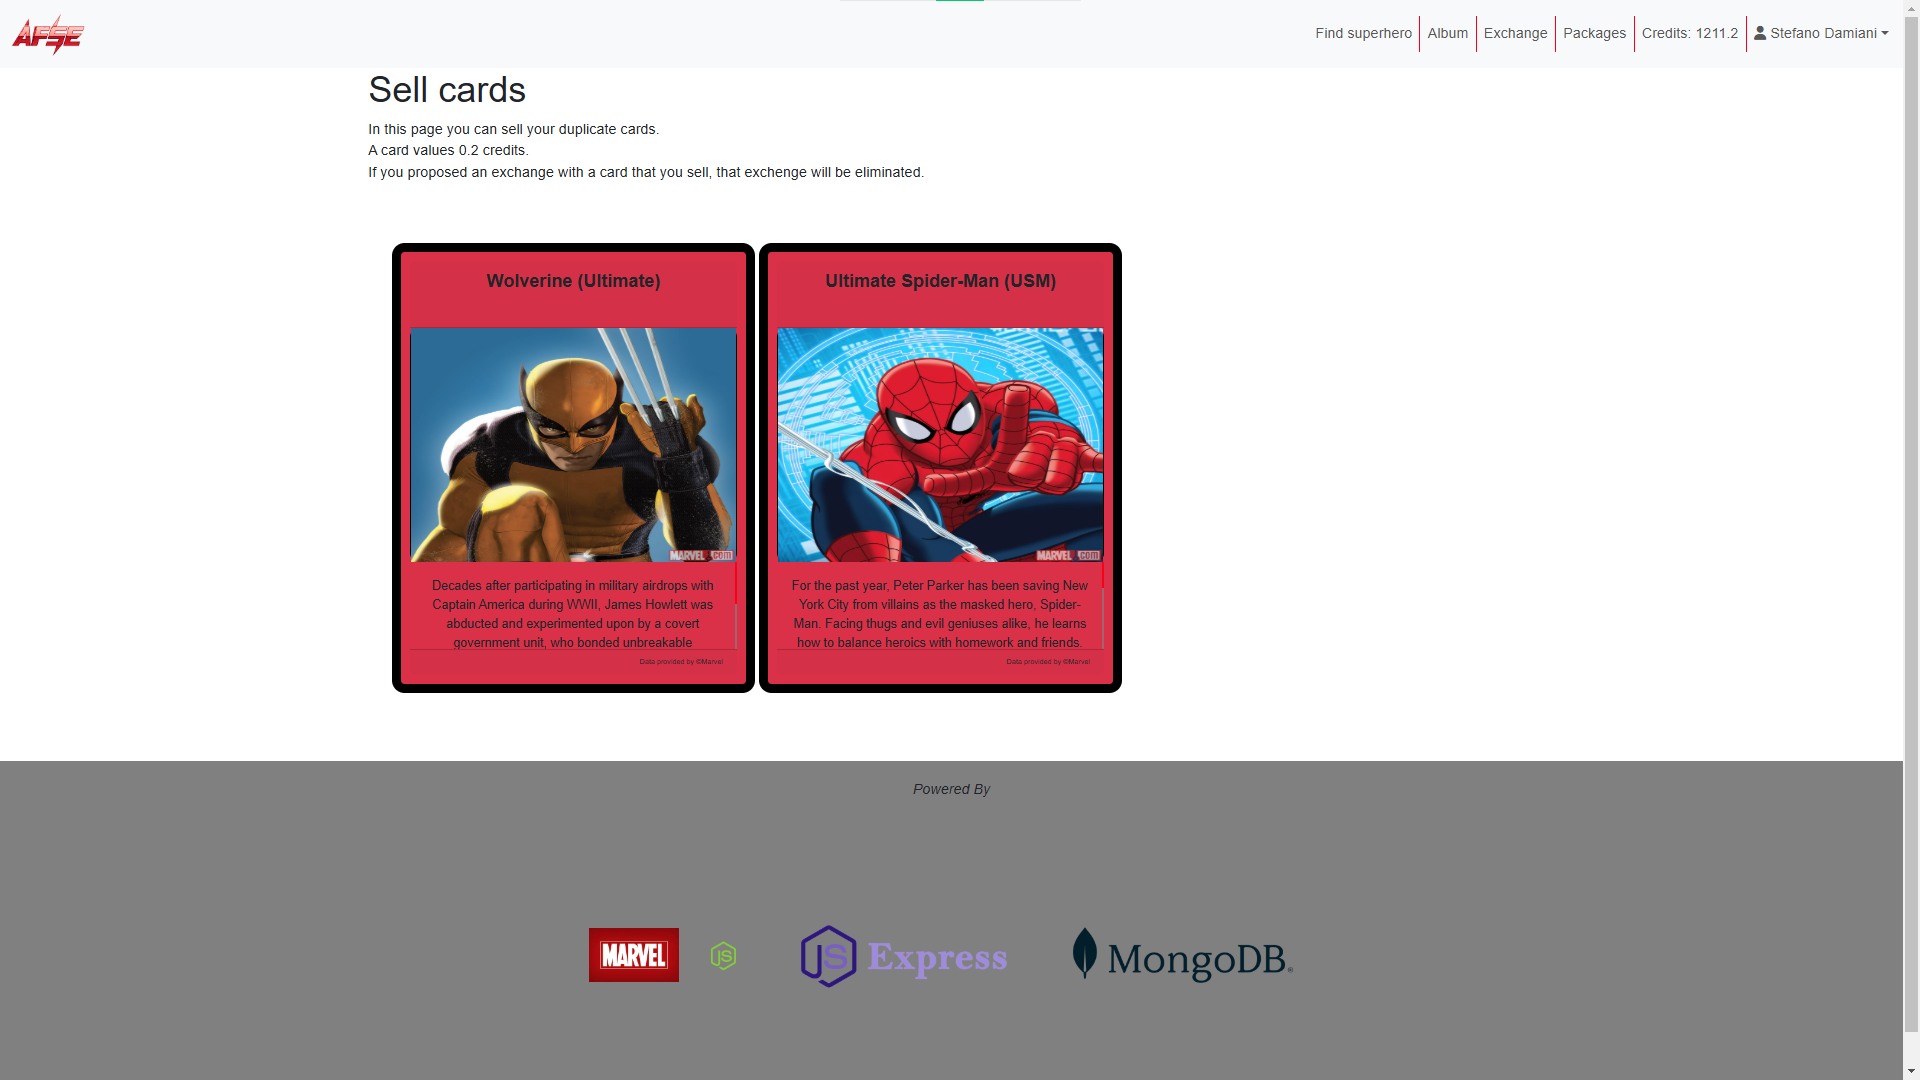 AFSE
Find superhero
Album
Exchange
Packages
Credits: 1211.2
Stefano Damiani
Sell cards
In this page you can sell your duplicate cards.
A card values 0.2 credits.
If you proposed an exchange with a card that you sell, that exchenge will be eliminated.
Wolverine (Ultimate)
MARVEL.com
Decades after participating in military airdrops with
Captain America during WWII, James Howlett was
abducted and experimented upon by a covert
government unit, who bonded unbreakable
Data provided by ©Marvel
Ultimate Spider-Man (USM)
MARVEL.com
For the past year, Peter Parker has been saving New
York City from villains as the masked hero, Spider-
Man. Facing thugs and evil geniuses alike, he learns
how to balance heroics with homework and friends.
Data provided by ©Marvel
Powered By
MARVEL
JS
JS Express
MongoDB®